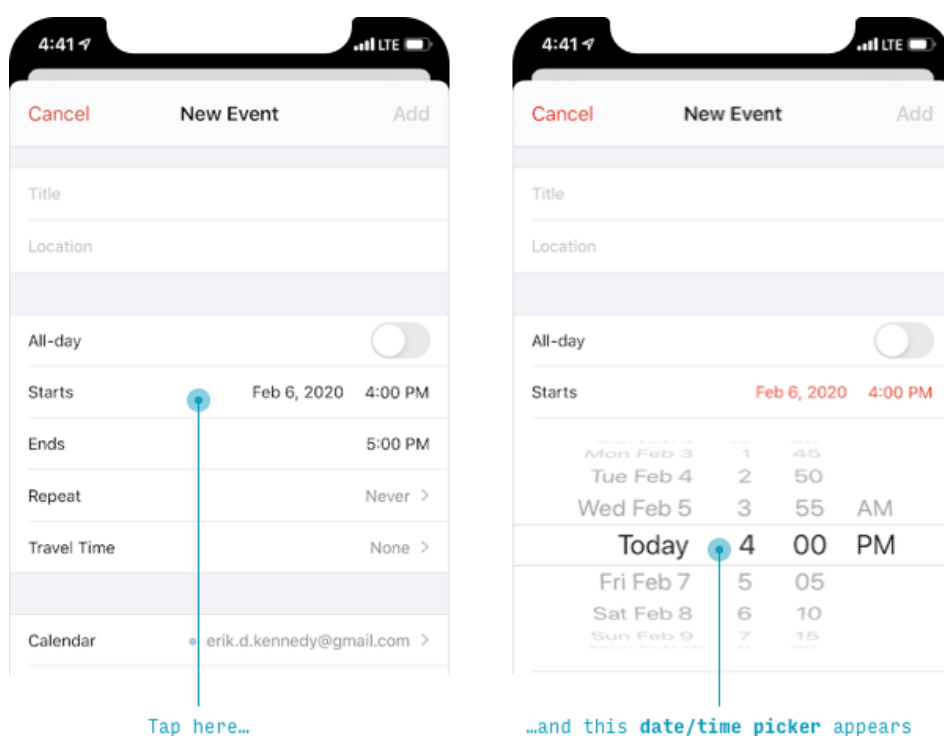 4:41 LTE
Cancel New Event Add
Title
Location
All-day
Starts Feb 6, 2020 4:00 PM
Ends 5:00 PM
Repeat Never >
Travel Time None >
Calendar erik.d.kennedy@gmail.com >
Tap here…
4:41 LTE
Cancel New Event Add
Title
Location
All-day
Starts Feb 6, 2020 4:00 PM
Mon Feb 3 1 45
Tue Feb 4 2 50
Wed Feb 5 3 55 AM
Today 4 00 PM
Fri Feb 7 5 05
Sat Feb 8 6 10
Sun Feb 9 7 15
…and this date/time picker appears